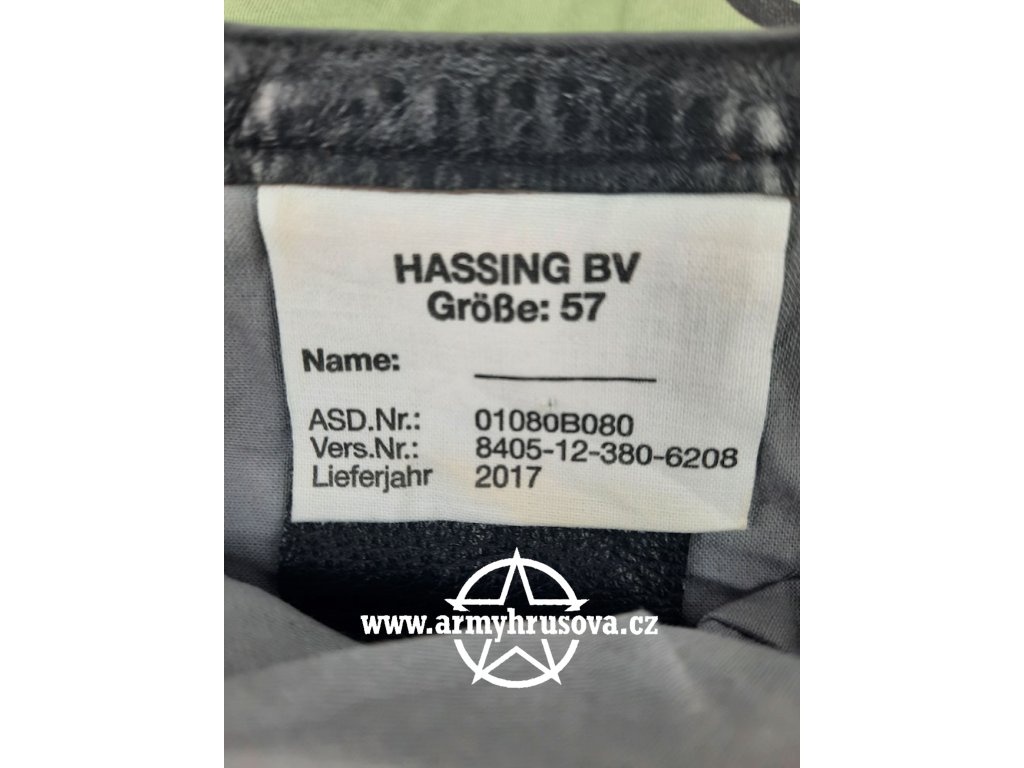 HASSING BV
Größe: 57
Name:
ASD.Nr.: 01080B080
Vers.Nr.: 8405-12-380-6208
Lieferjahr 2017
www.armyhrusova.cz